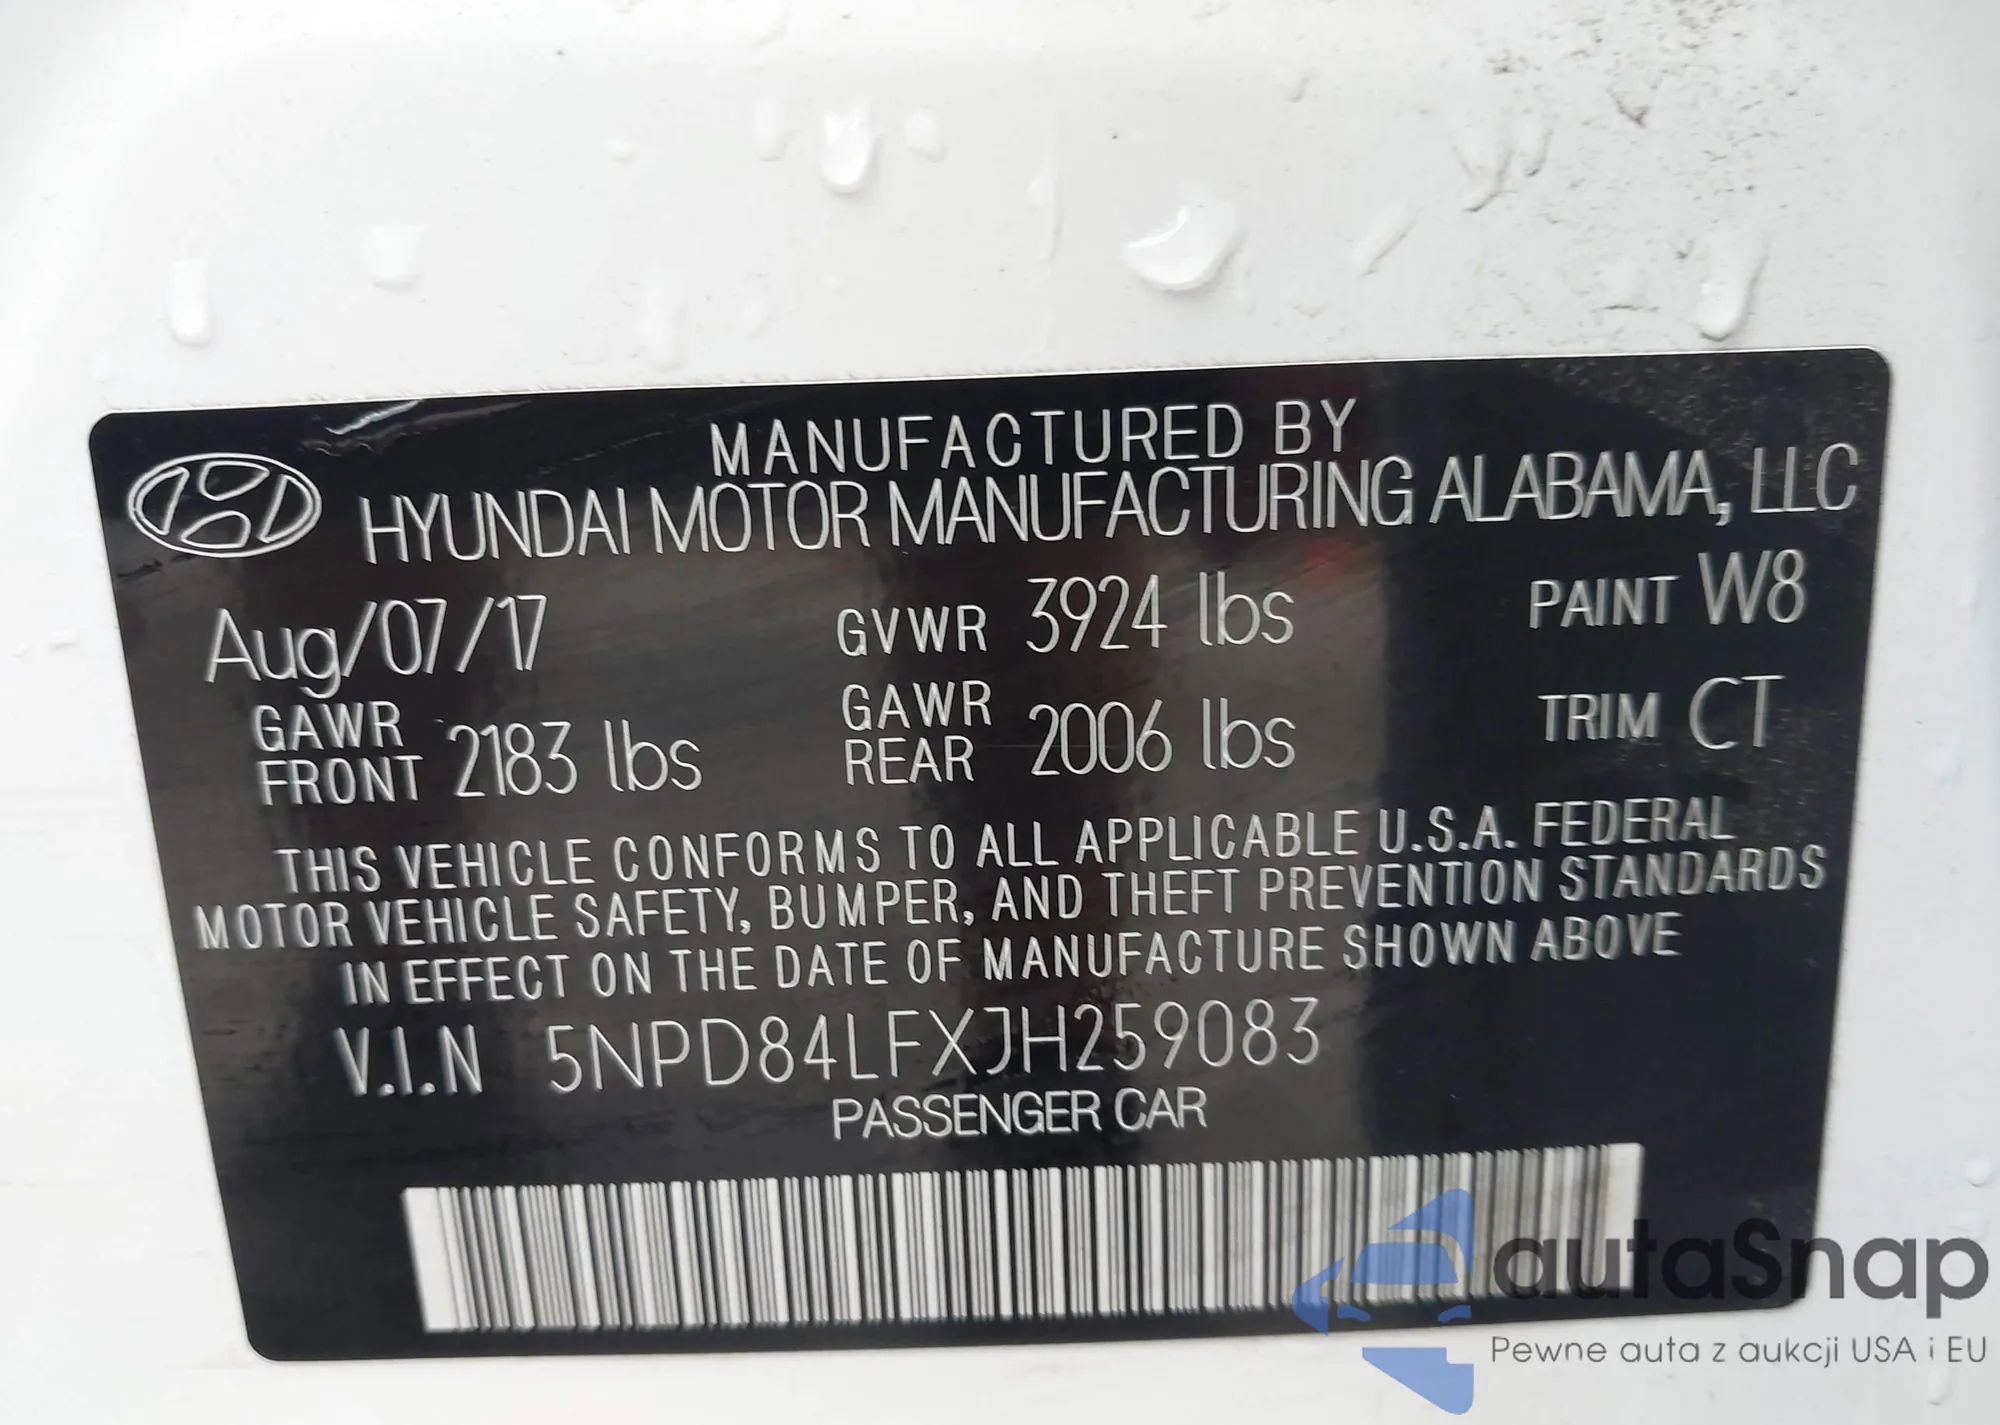 MANUFACTURED BY
HYUNDAI MOTOR MANUFACTURING ALABAMA, LLC
Aug/07/17 GVWR 3924 lbs PAINT W8
GAWR FRONT 2183 lbs GAWR REAR 2006 lbs TRIM CT
THIS VEHICLE CONFORMS TO ALL APPLICABLE U.S.A. FEDERAL
MOTOR VEHICLE SAFETY, BUMPER, AND THEFT PREVENTION STANDARDS
IN EFFECT ON THE DATE OF MANUFACTURE SHOWN ABOVE
V.I.N 5NPD84LFXJH259083
PASSENGER CAR
autaSnap
Pewne auta z aukcji USA i EU